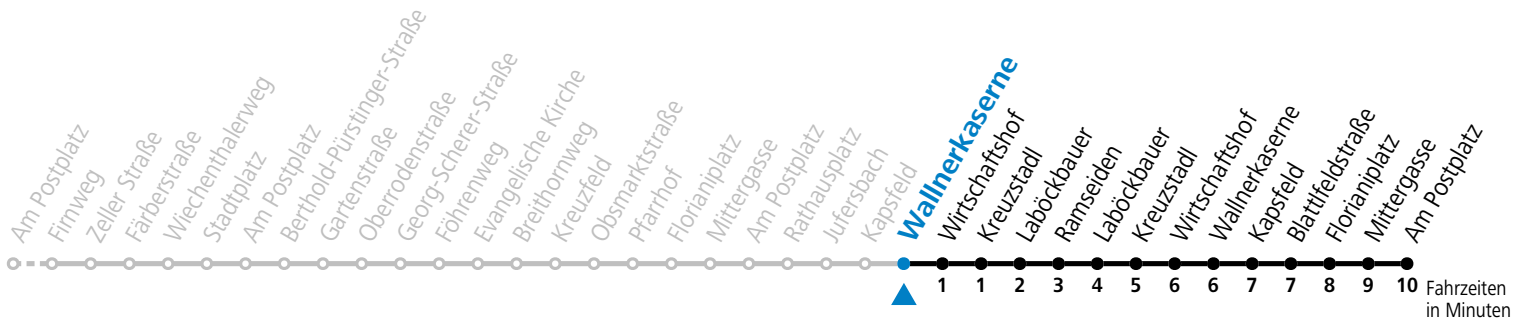 Am Postplatz
Firnweg
Zeller Straße
Färberstraße
Wiechenthalerweg
Stadtplatz
Am Postplatz
Berthold-Pürstinger-Straße
Gartenstraße
Oberrodenstraße
Georg-Scherer-Straße
Föhrenweg
Evangelische Kirche
Breithornweg
Kreuzfeld
Obsmarktstraße
Pfarrhof
Florianiplatz
Mittergasse
Am Postplatz
Rathausplatz
Jufersbach
Kapsfeld
Wallnerkaserne
Wirtschaftshof
Kreuzstadl
Laböckbauer
Ramseiden
Laböckbauer
Kreuzstadl
Wirtschaftshof
Wallnerkaserne
Kapsfeld
Blattlfeldstraße
Florianiplatz
Mittergasse
Am Postplatz
1 1 2 3 4 5 6 6 7 7 8 9 10 Fahrzeiten
in Minuten